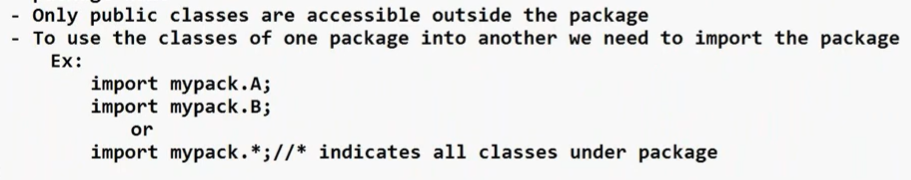 - Only public classes are accessible outside the package
- To use the classes of one package into another we need to import the package
Ex:
import mypack.A;
import mypack.B;
or
import mypack.*;//* indicates all classes under package